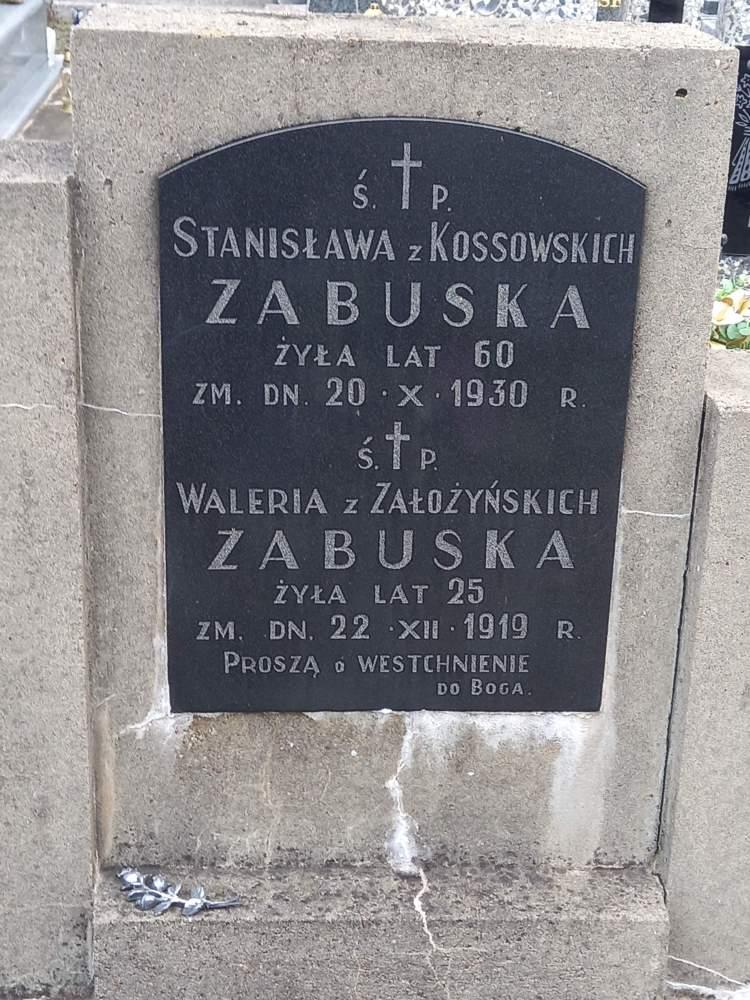 Ś. P.
STANISŁAWA z KOSSOWSKICH
ZABUSKA
ŻYŁA LAT 60
ZM. DN. 20 · X · 1930 R.
Ś. P.
WALERIA z ZAŁOŻYŃSKICH
ZABUSKA
ŻYŁA LAT 25
ZM. DN. 22 · XII · 1919 R.
PROSZĄ o WESTCHNIENIE
DO BOGA.